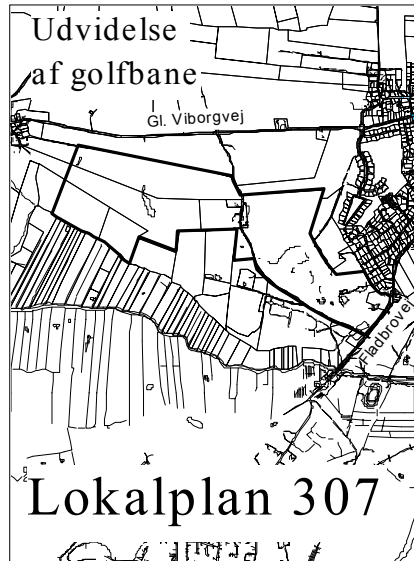 Udvidelse
af golfbane
Gl. Viborgvej
Fladbrovej
Lokalplan 307